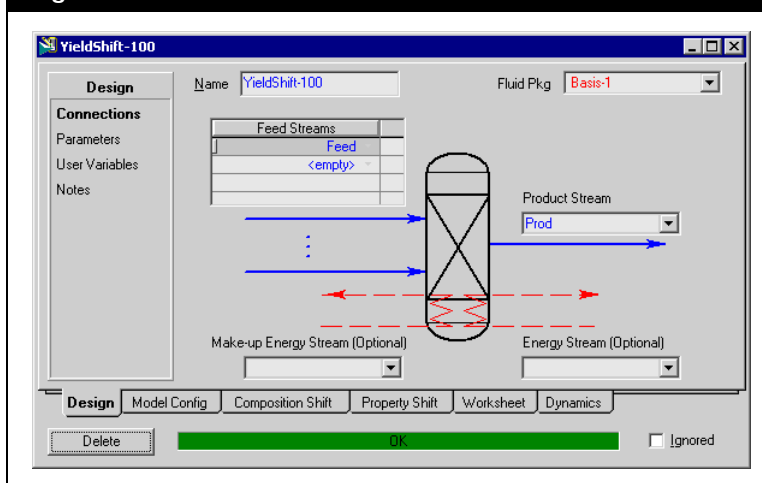 YieldShift-100
Design
Connections
Parameters
User Variables
Notes
Name YieldShift-100
Fluid Pkg Basis-1
Feed Streams
Feed
<empty>
Product Stream
Prod
Make-up Energy Stream (Optional)
Energy Stream (Optional)
Design Model Config Composition Shift Property Shift Worksheet Dynamics
Delete OK Ignored